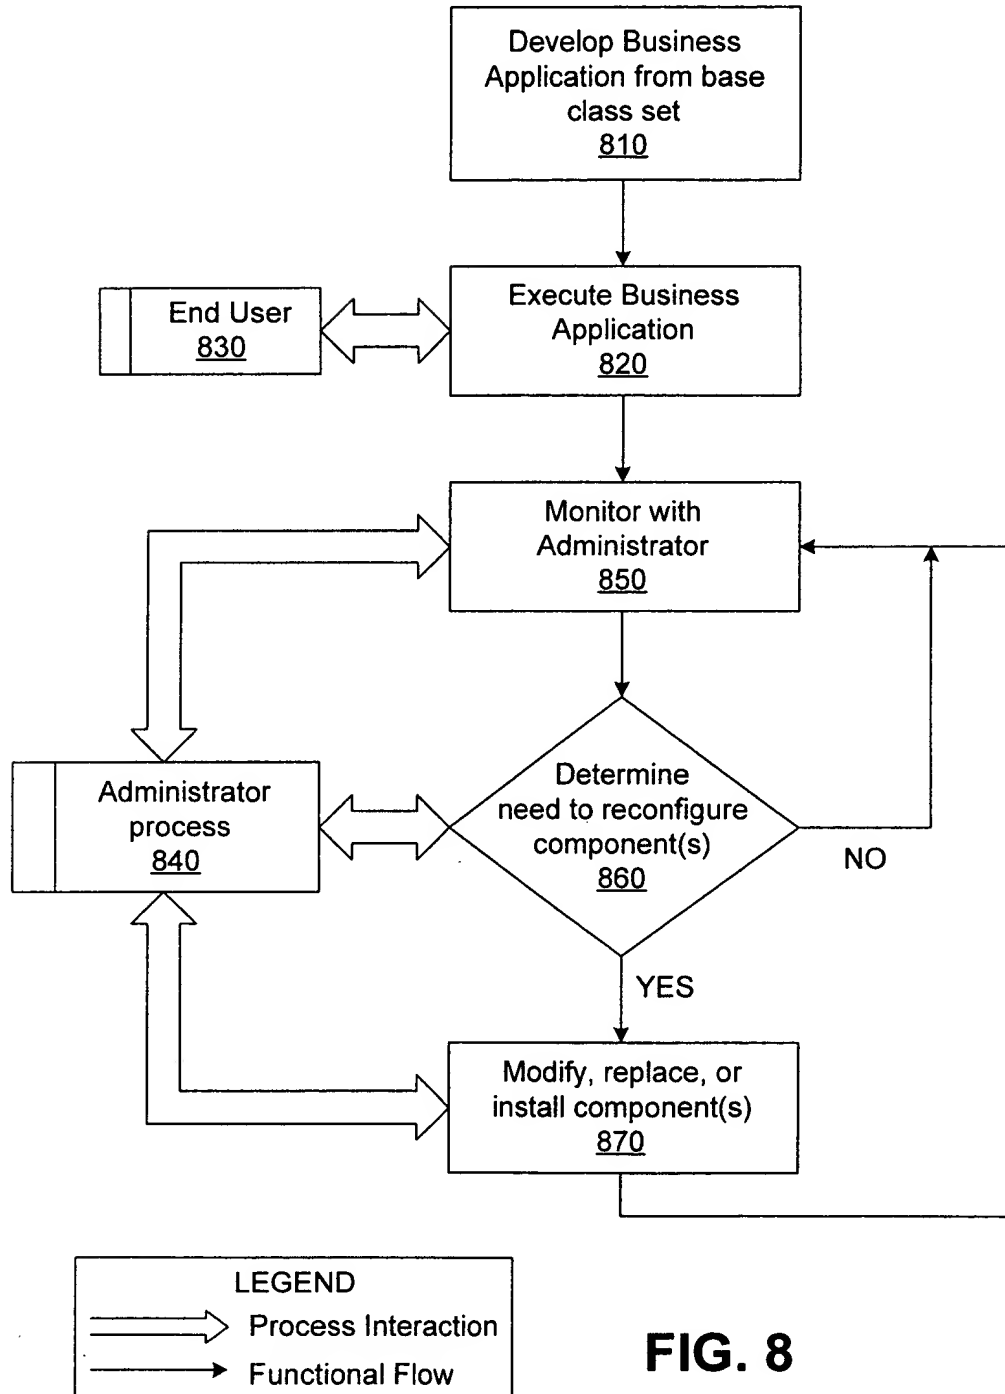 Develop Business
Application from base
class set
810
End User
830
Execute Business
Application
820
Monitor with
Administrator
850
Administrator
process
840
Determine
need to reconfigure
component(s)
860
NO
YES
Modify, replace, or
install component(s)
870
LEGEND
Process Interaction
Functional Flow
FIG. 8